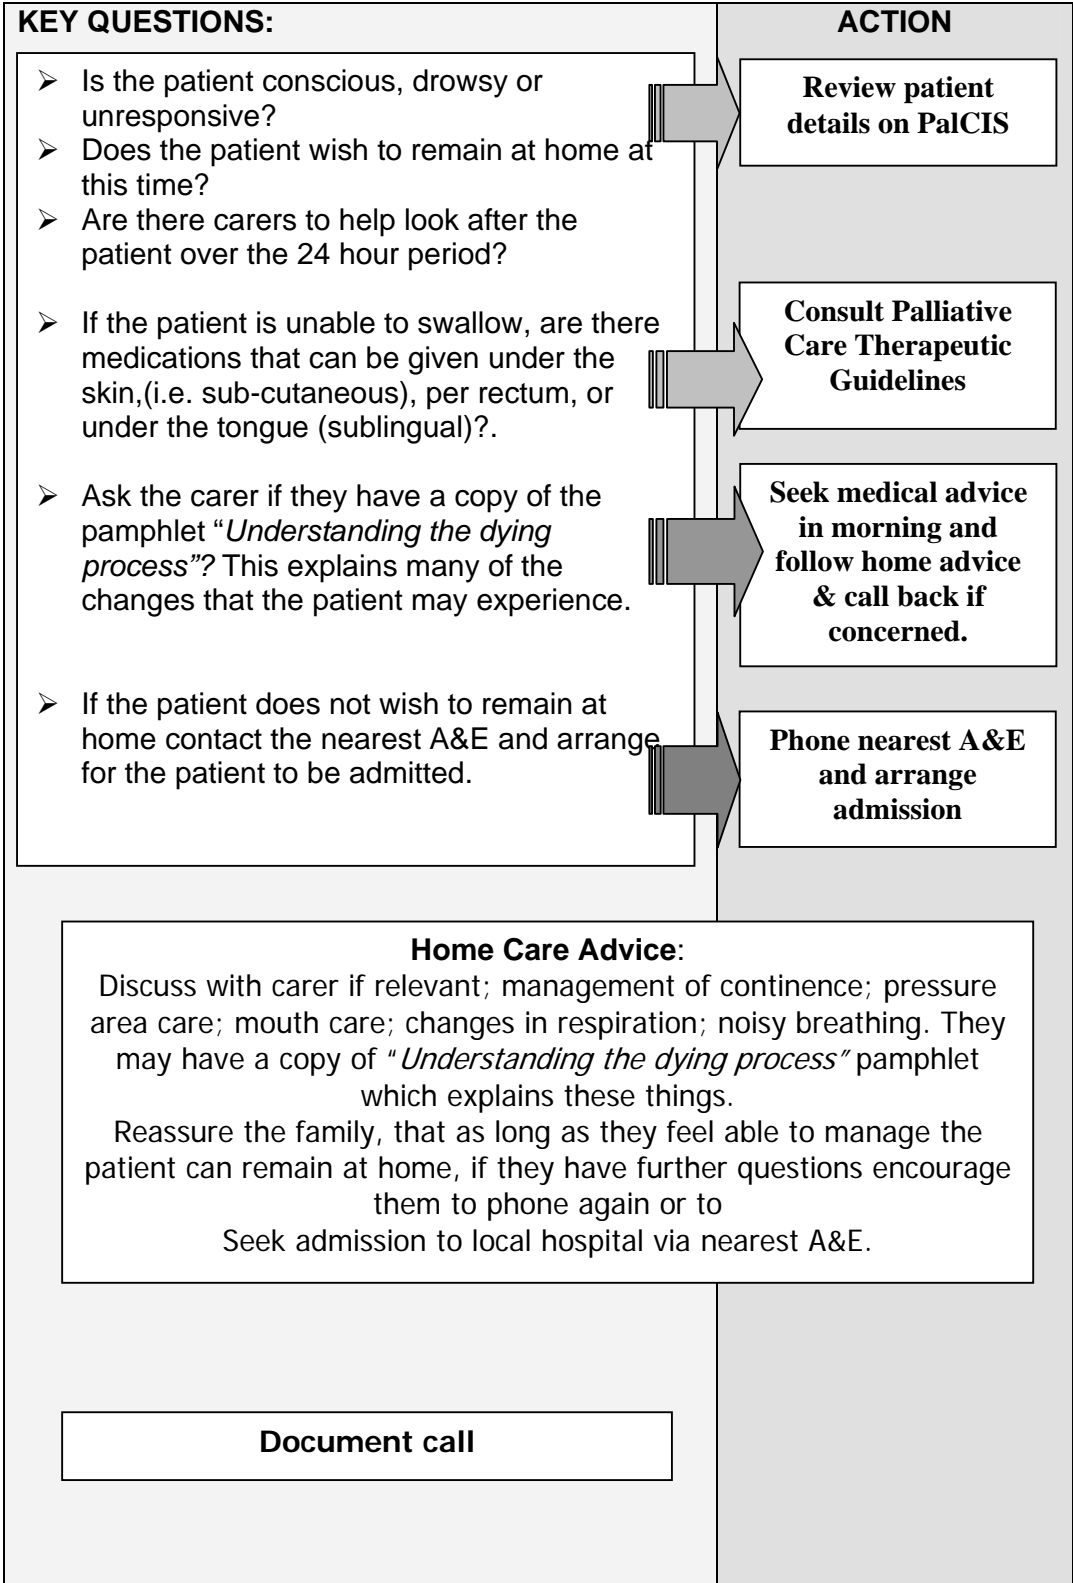 KEY QUESTIONS:
ACTION
➢ Is the patient conscious, drowsy or
unresponsive?
➢ Does the patient wish to remain at home at
this time?
➢ Are there carers to help look after the
patient over the 24 hour period?
Review patient
details on PalCIS
➢ If the patient is unable to swallow, are there
medications that can be given under the
skin,(i.e. sub-cutaneous), per rectum, or
under the tongue (sublingual)?.
Consult Palliative
Care Therapeutic
Guidelines
➢ Ask the carer if they have a copy of the
pamphlet “Understanding the dying
process”? This explains many of the
changes that the patient may experience.
Seek medical advice
in morning and
follow home advice
& call back if
concerned.
➢ If the patient does not wish to remain at
home contact the nearest A&E and arrange
for the patient to be admitted.
Phone nearest A&E
and arrange
admission
Home Care Advice:
Discuss with carer if relevant; management of continence; pressure
area care; mouth care; changes in respiration; noisy breathing. They
may have a copy of “Understanding the dying process” pamphlet
which explains these things.
Reassure the family, that as long as they feel able to manage the
patient can remain at home, if they have further questions encourage
them to phone again or to
Seek admission to local hospital via nearest A&E.
Document call